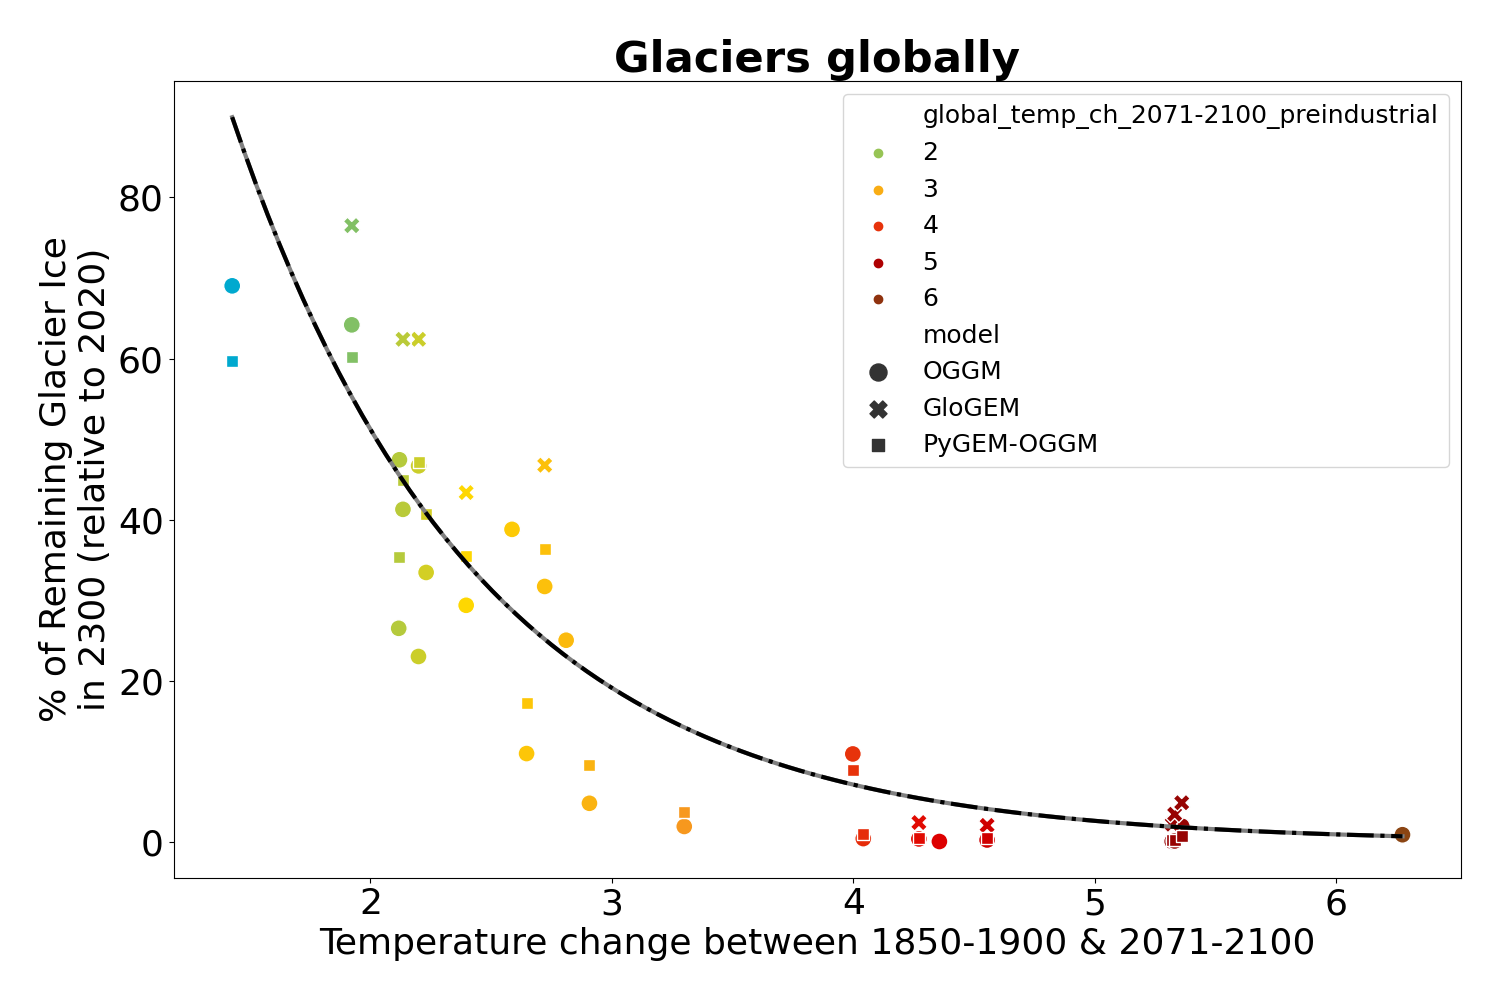 Glaciers globally
global_temp_ch_2071-2100_preindustrial
2
3
4
5
6
model
OGGM
GloGEM
PyGEM-OGGM
% of Remaining Glacier Ice
in 2300 (relative to 2020)
80
60
40
20
0
2
3
4
5
6
Temperature change between 1850-1900 & 2071-2100